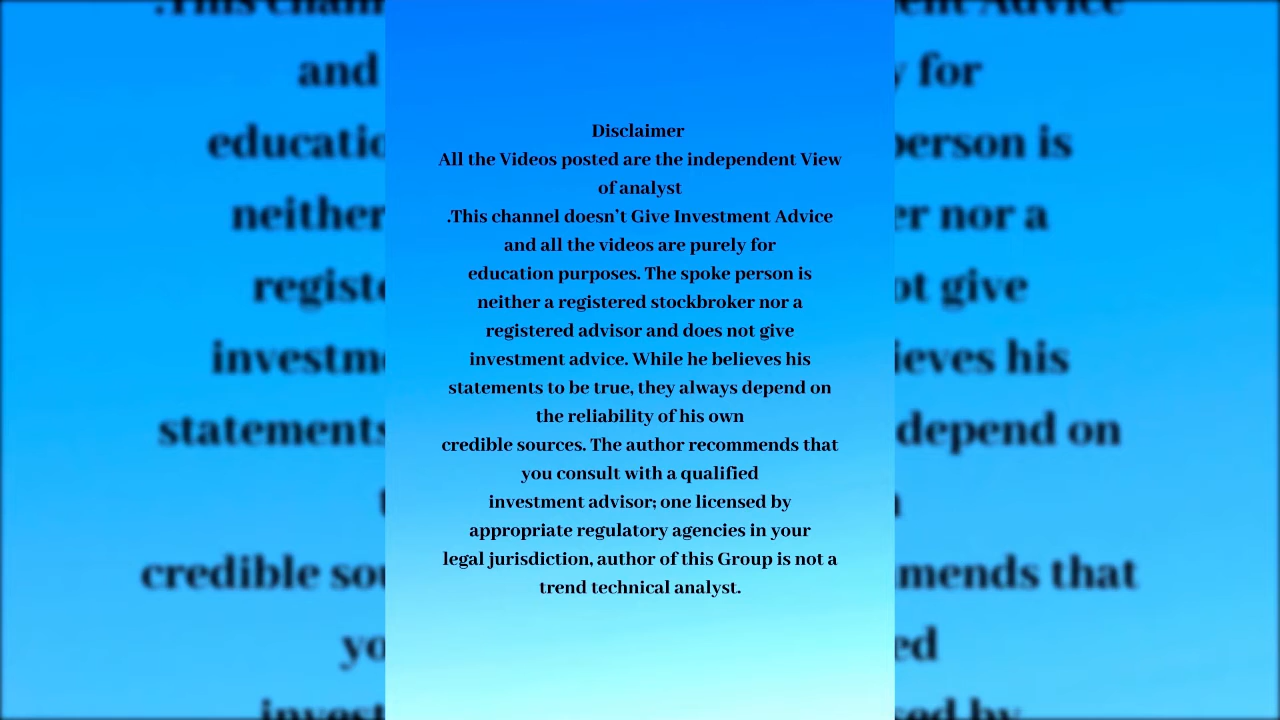 Disclaimer
All the Videos posted are the independent View
of analyst
.This channel doesn't Give Investment Advice
and all the videos are purely for
education purposes. The spoke person is
neither a registered stockbroker nor a
registered advisor and does not give
investment advice. While he believes his
statements to be true, they always depend on
the reliability of his own
credible sources. The author recommends that
you consult with a qualified
investment advisor; one licensed by
appropriate regulatory agencies in your
legal jurisdiction, author of this Group is not a
trend technical analyst.